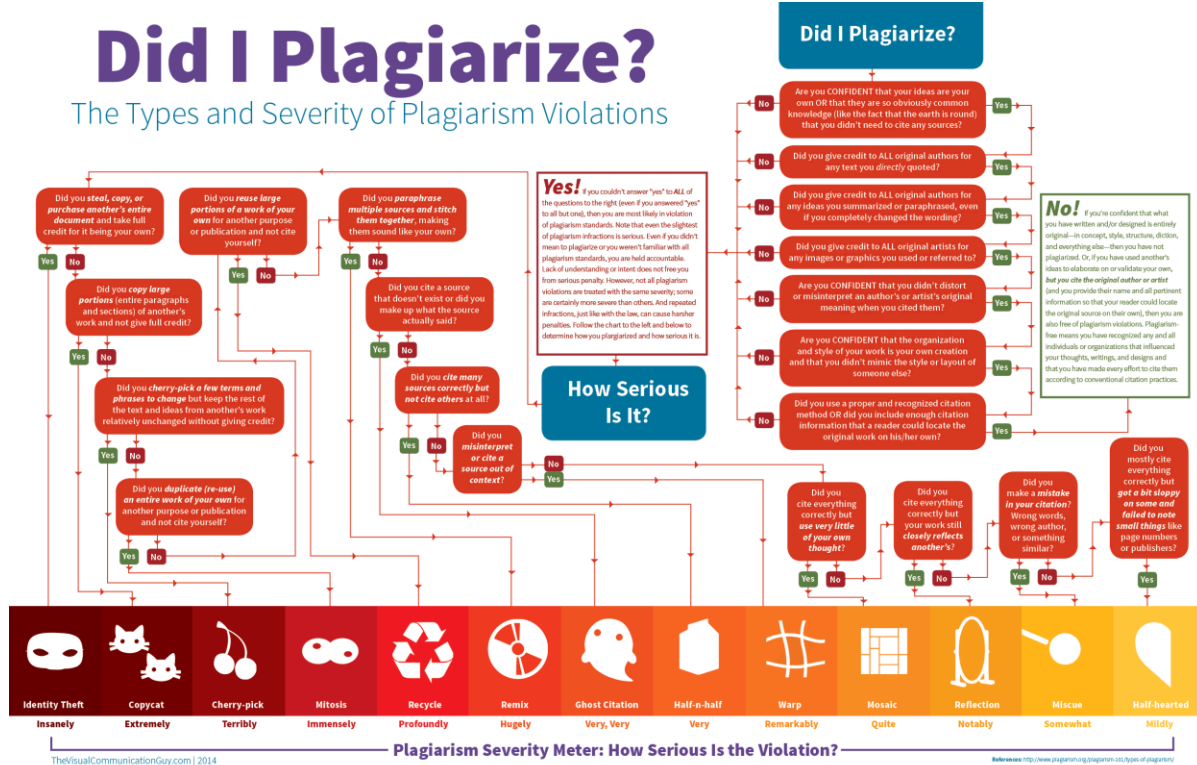 Did I Plagiarize?
The Types and Severity of Plagiarism Violations
Did I Plagiarize?
Are you CONFIDENT that your ideas are your
own OR that they are so obviously common
knowledge (like the fact that the earth is round)
that you didn't need to cite any sources?
No
Yes
Did you give credit to ALL original authors for
any text you directly quoted?
No
Yes
Did you give credit to ALL original authors for
any ideas you summarized or paraphrased, even
if you completely changed the wording?
No
Yes
Did you give credit to ALL original artists for
any images or graphics you used or referred to?
No
Yes
Are you CONFIDENT that you didn't distort
or misinterpret an author's or artist's original
meaning when you cited them?
No
Yes
Are you CONFIDENT that the organization
and style of your work is your own creation
and that you didn't mimic the style or layout of
someone else?
No
Yes
Did you use a proper and recognized citation
method OR did you include enough citation
information that a reader could locate the
original work on his/her own?
No
Yes
No! If you're confident that what
you have written and/or designed is entirely
original—in concept, style, structure, diction,
and everything else—then you have not
plagiarized. Or, if you have used another's
ideas to elaborate on or validate your own,
but you cite the original author or artist
(and you provide their name and all pertinent
information so that your reader could locate
the original source on their own), then you are
also free of plagiarism violations. Plagiarism-
free means you have recognized any and all
individuals or organizations that influenced
your thoughts, writings, and designs and
that you have made every effort to cite them
according to conventional citation practices.
Yes! If you couldn't answer "yes" to ALL of
the questions to the right (even if you answered "yes"
to all but one), then you are most likely in violation
of plagiarism standards. Note that even the slightest
of plagiarism infractions is serious. Even if you didn't
mean to plagiarize or you weren't familiar with all
plagiarism standards, you are held accountable.
Lack of understanding or intent does not free you
from serious penalty. However, not all plagiarism
violations are treated with the same severity; some
are certainly more severe than others. And repeated
infractions, just like with the law, can cause harsher
penalties. Follow the chart to the left and below to
determine how you plargiarized and how serious it is.
How Serious
Is It?
Did you steal, copy, or
purchase another's entire
document and take full
credit for it being your own?
Yes
No
Did you copy large
portions (entire paragraphs
and sections) of another's
work and not give full credit?
Yes
No
Did you cherry-pick a few terms and
phrases to change but keep the rest of
the text and ideas from another's work
relatively unchanged without giving credit?
Yes
No
Did you duplicate (re-use)
an entire work of your own for
another purpose or publication
and not cite yourself?
Yes
No
Did you reuse large
portions of a work of your
own for another purpose
or publication and not cite
yourself?
Yes
No
Did you paraphrase
multiple sources and stitch
them together, making
them sound like your own?
Yes
No
Did you cite a source
that doesn't exist or did you
make up what the source
actually said?
Yes
No
Did you cite many
sources correctly but
not cite others at all?
Yes
No
Did you
misinterpret
or cite a
source out of
context?
No
Yes
Did you
cite everything
correctly but
use very little
of your own
thought?
Yes
No
Did you
cite everything
correctly but
your work still
closely reflects
another's?
Yes
No
Did you
make a mistake
in your citation?
Wrong words,
wrong author,
or something
similar?
Yes
No
Did you
mostly cite
everything
correctly but
got a bit sloppy
on some and
failed to note
small things like
page numbers
or publishers?
Yes
Identity Theft
Copycat
Cherry-pick
Mitosis
Recycle
Remix
Ghost Citation
Half-n-half
Warp
Mosaic
Reflection
Miscue
Half-hearted
Insanely
Extremely
Terribly
Immensely
Profoundly
Hugely
Very, Very
Very
Remarkably
Quite
Notably
Somewhat
Mildly
Plagiarism Severity Meter: How Serious Is the Violation?
TheVisualCommunicationGuy.com | 2014
References: http://www.plagiarism.org/plagiarism-101/types-of-plagiarism/